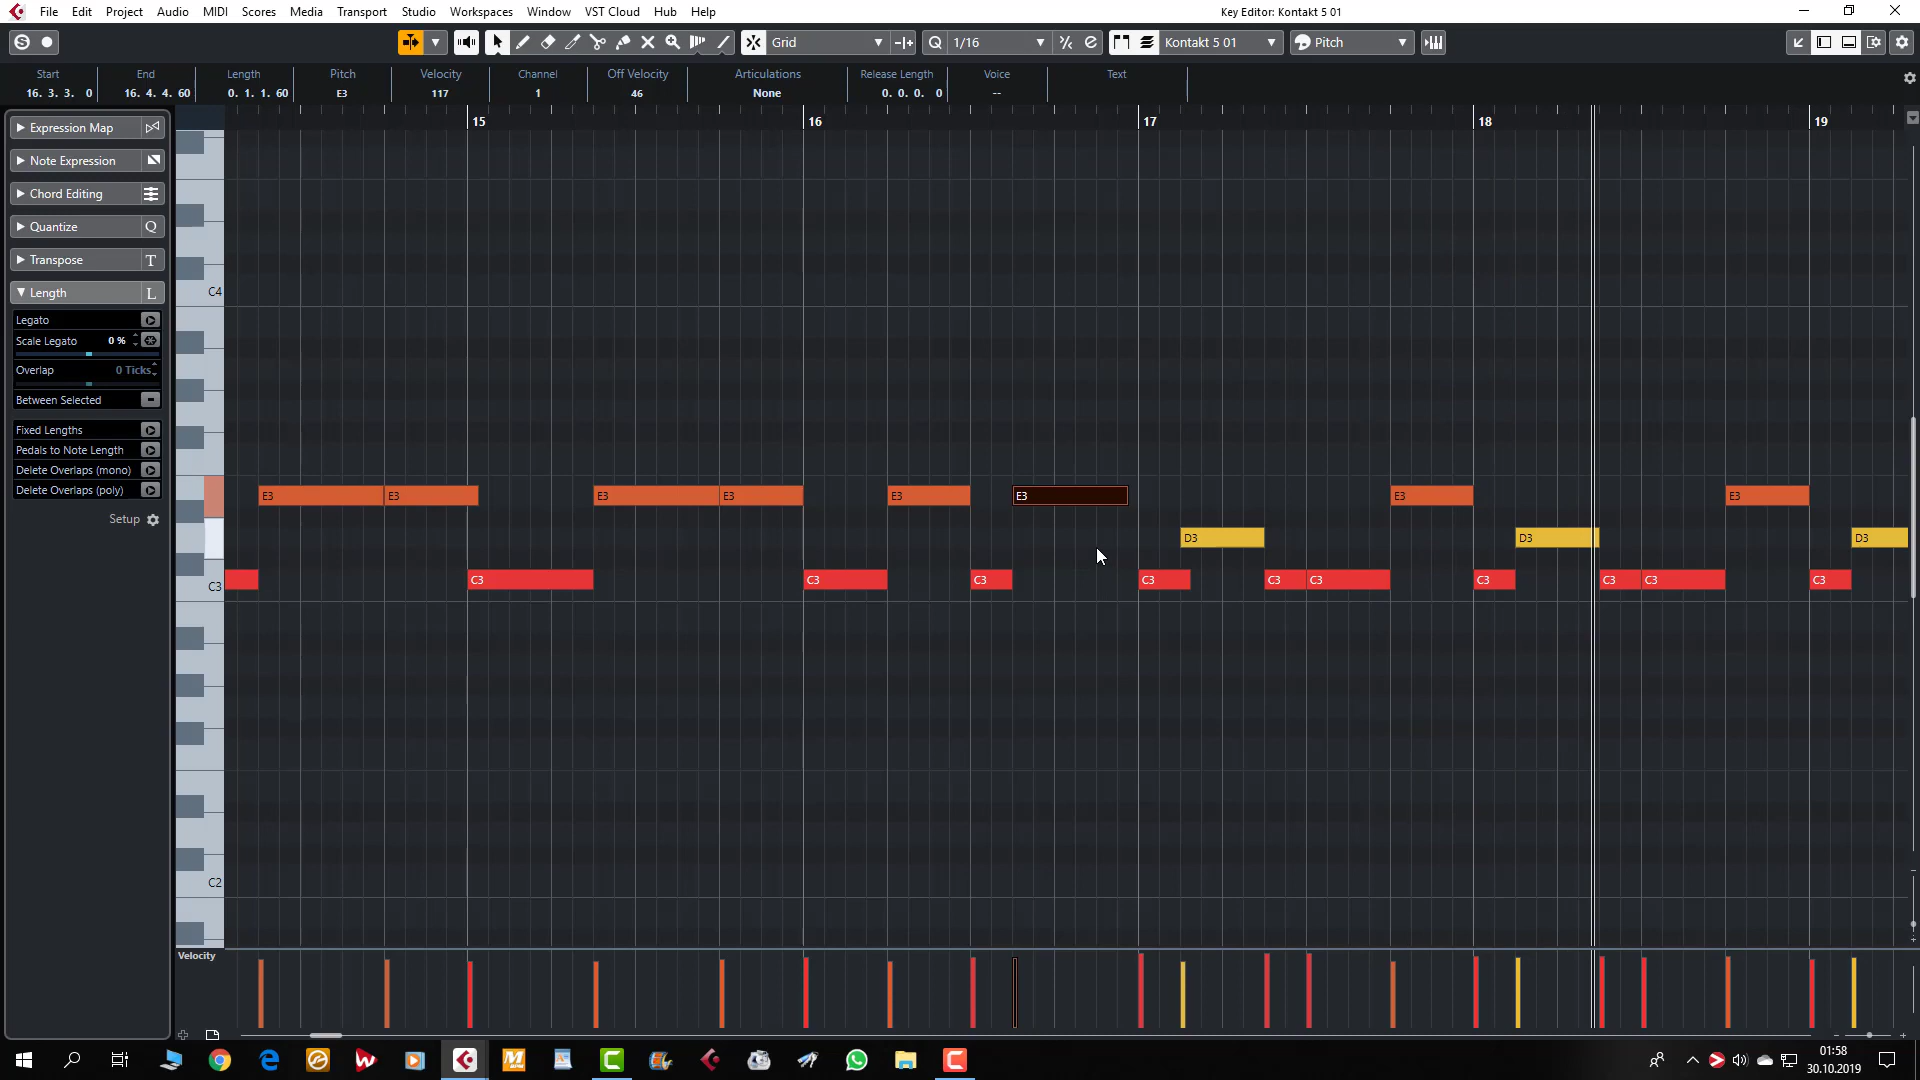 File Edit Project Audio MIDI Scores Media Transport Studio Workspaces Window VST Cloud Hub Help Key Editor: Kontakt 5 01
Grid 1/16 Kontakt 5 01 Pitch
Start End Length Pitch Velocity Channel Off Velocity Articulations Release Length Voice Text
16. 3. 3. 0 16. 4. 4. 60 0. 1. 1. 60 E3 117 1 46 None 0. 0. 0. 0 --
15 16 17 18 19
Expression Map
Note Expression
Chord Editing
Quantize Q
Transpose T
Length L
Legato
Scale Legato 0 %
Overlap 0 Ticks
Between Selected
Fixed Lengths
Pedals to Note Length
Delete Overlaps (mono)
Delete Overlaps (poly)
Setup
C4
E3 E3 E3 E3 E3 E3 E3 E3
D3 D3 D3
C3 C3 C3 C3 C3 C3 C3 C3 C3 C3 C3
C2
Velocity
01:58
30.10.2019